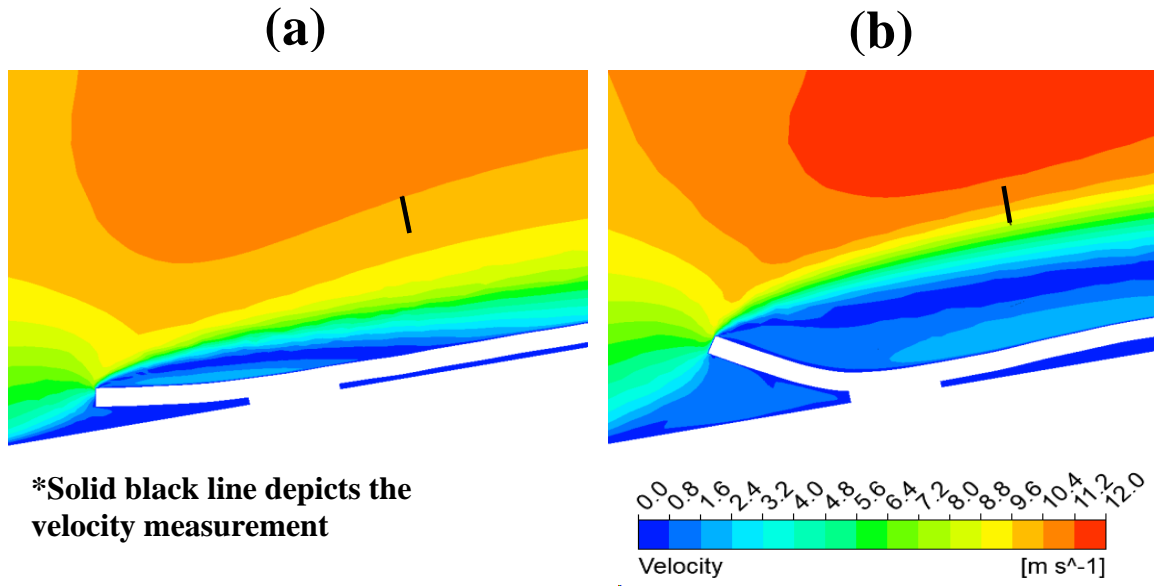 (a)
(b)
*Solid black line depicts the
velocity measurement
0.0 0.8 1.6 2.4 3.2 4.0 4.8 5.6 6.4 7.2 8.0 8.8 9.6 10.4 11.2 12.0
Velocity [m s^-1]